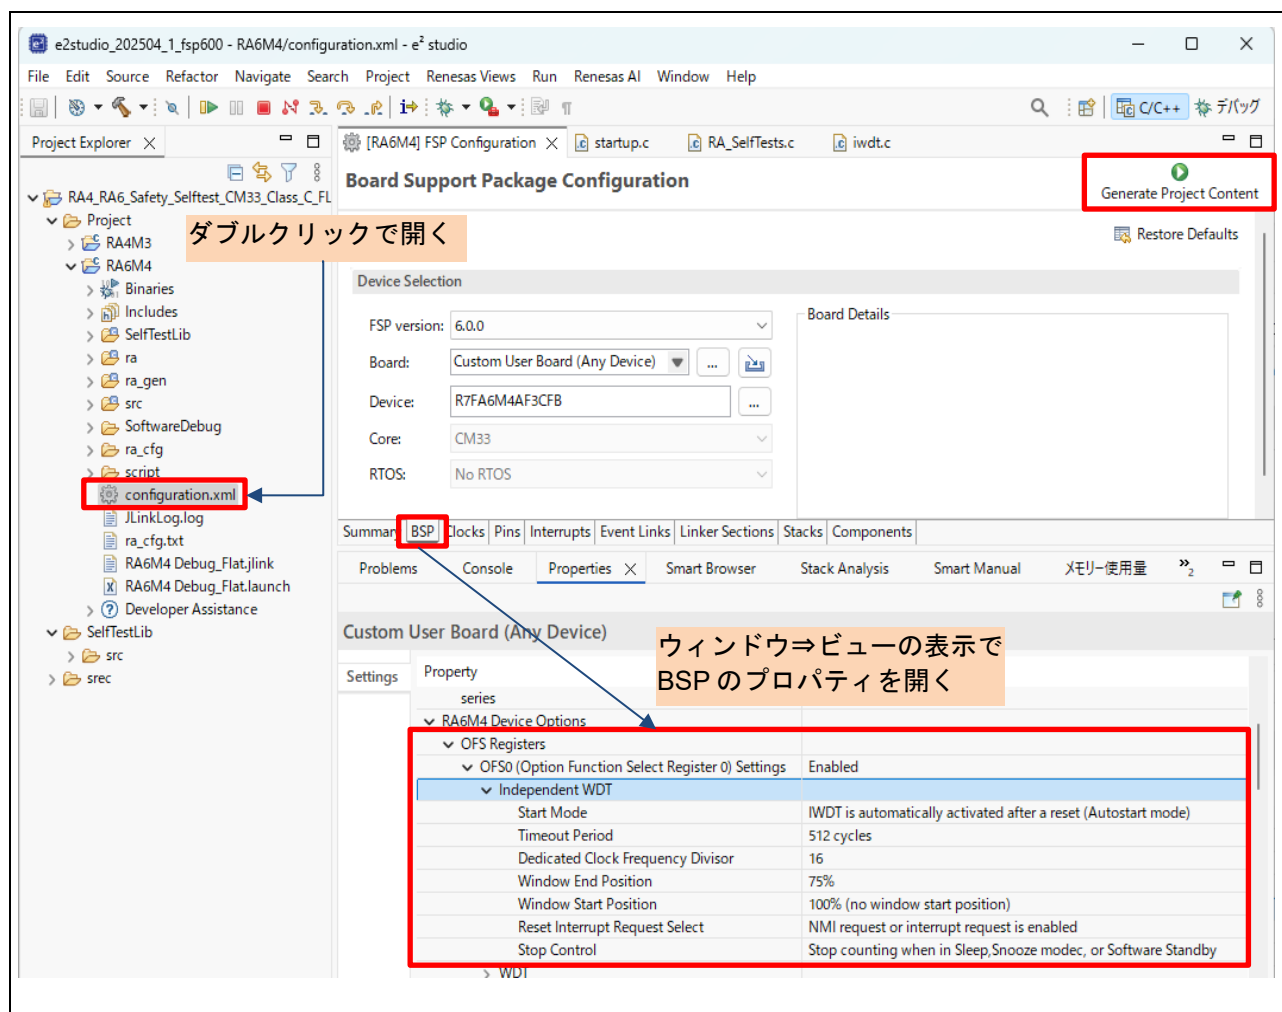 e2studio_202504_1_fsp600 - RA6M4/configuration.xml - e² studio
File Edit Source Refactor Navigate Search Project Renesas Views Run Renesas AI Window Help
C/C++ デバッグ
Project Explorer
[RA6M4] FSP Configuration startup.c RA_SelfTests.c iwdt.c
Board Support Package Configuration
Generate Project Content
Restore Defaults
RA4_RA6_Safety_Selftest_CM33_Class_C_FL
Project
RA4M3
RA6M4
Binaries
Includes
SelfTestLib
ra
ra_gen
src
SoftwareDebug
ra_cfg
script
configuration.xml
JLinkLog.log
ra_cfg.txt
RA6M4 Debug_Flat.jlink
RA6M4 Debug_Flat.launch
Developer Assistance
SelfTestLib
src
srec
ダブルクリックで開く
Device Selection
FSP version: 6.0.0
Board: Custom User Board (Any Device) ...
Device: R7FA6M4AF3CFB ...
Core: CM33
RTOS: No RTOS
Board Details
Summary BSP Clocks Pins Interrupts Event Links Linker Sections Stacks Components
Problems Console Properties Smart Browser Stack Analysis Smart Manual メモリー使用量 »2
Custom User Board (Any Device)
ウィンドウ⇒ビューの表示で
BSP のプロパティを開く
Settings
Property
series
RA6M4 Device Options
OFS Registers
OFS0 (Option Function Select Register 0) Settings Enabled
Independent WDT
Start Mode IWDT is automatically activated after a reset (Autostart mode)
Timeout Period 512 cycles
Dedicated Clock Frequency Divisor 16
Window End Position 75%
Window Start Position 100% (no window start position)
Reset Interrupt Request Select NMI request or interrupt request is enabled
Stop Control Stop counting when in Sleep,Snooze modec, or Software Standby
WDT